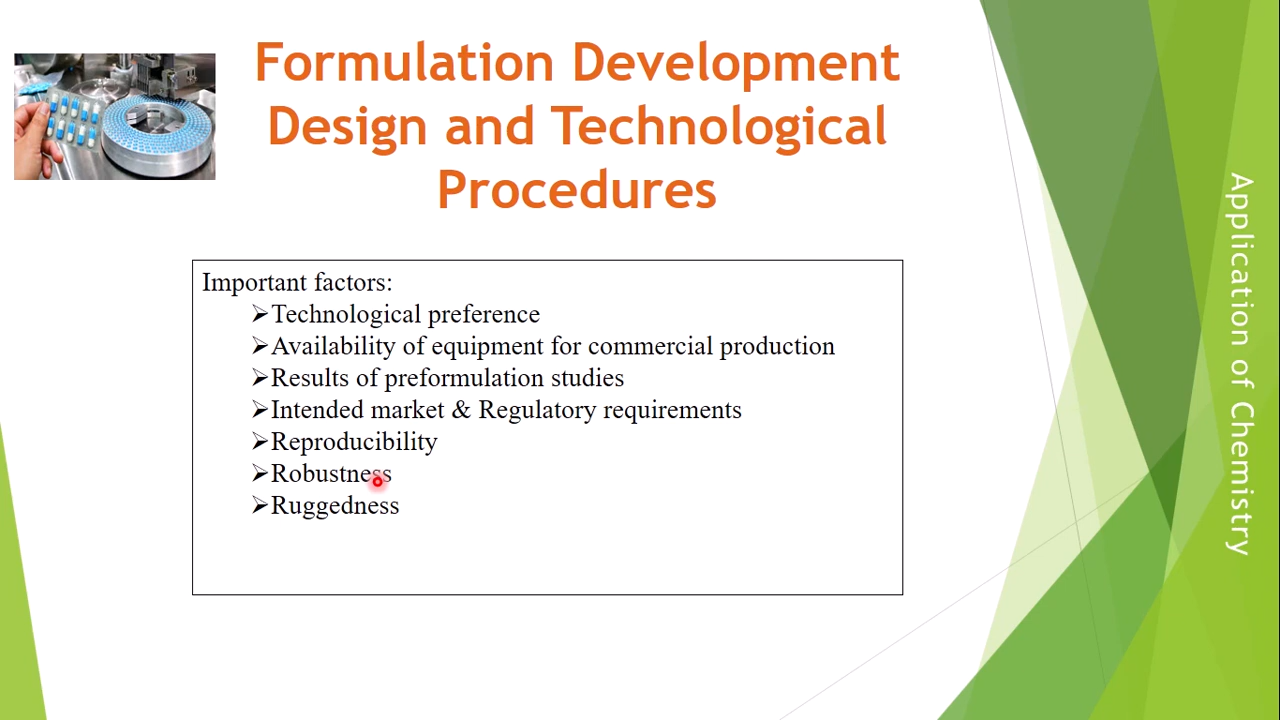 Formulation Development
Design and Technological
Procedures
Important factors:
➢Technological preference
➢Availability of equipment for commercial production
➢Results of preformulation studies
➢Intended market & Regulatory requirements
➢Reproducibility
➢Robustness
➢Ruggedness
Application of Chemistry